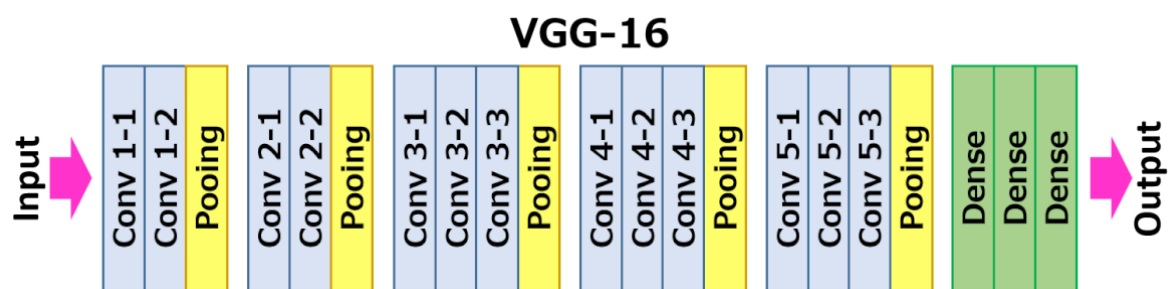 VGG-16
Input
Conv 1-1
Conv 1-2
Pooing
Conv 2-1
Conv 2-2
Pooing
Conv 3-1
Conv 3-2
Conv 3-3
Pooing
Conv 4-1
Conv 4-2
Conv 4-3
Pooing
Conv 5-1
Conv 5-2
Conv 5-3
Pooing
Dense
Dense
Dense
Output